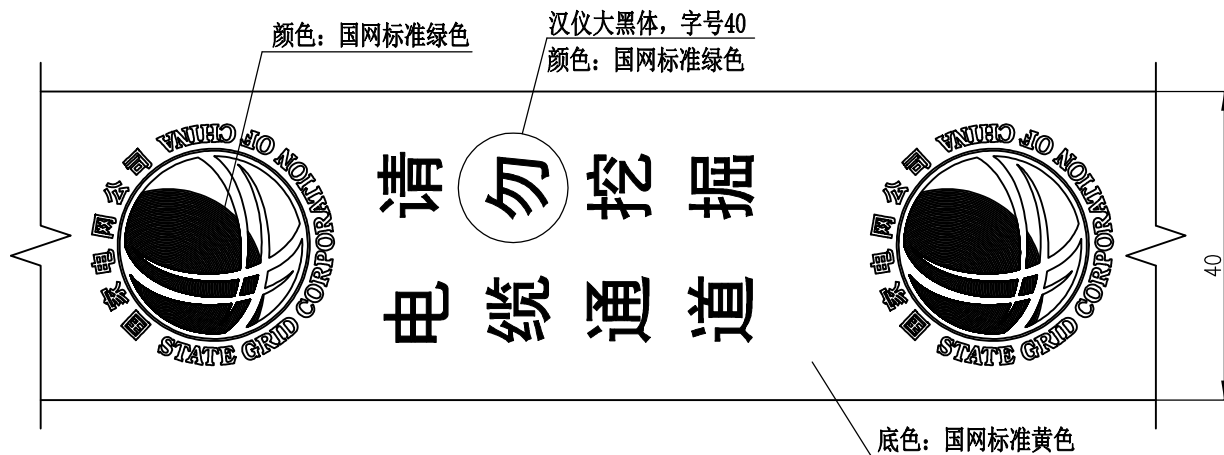 颜色：国网标准绿色
汉仪大黑体，字号40
颜色：国网标准绿色
国家电网公司
STATE GRID CORPORATION OF CHINA
请勿挖掘
电缆通道
国家电网公司
STATE GRID CORPORATION OF CHINA
40
底色：国网标准黄色